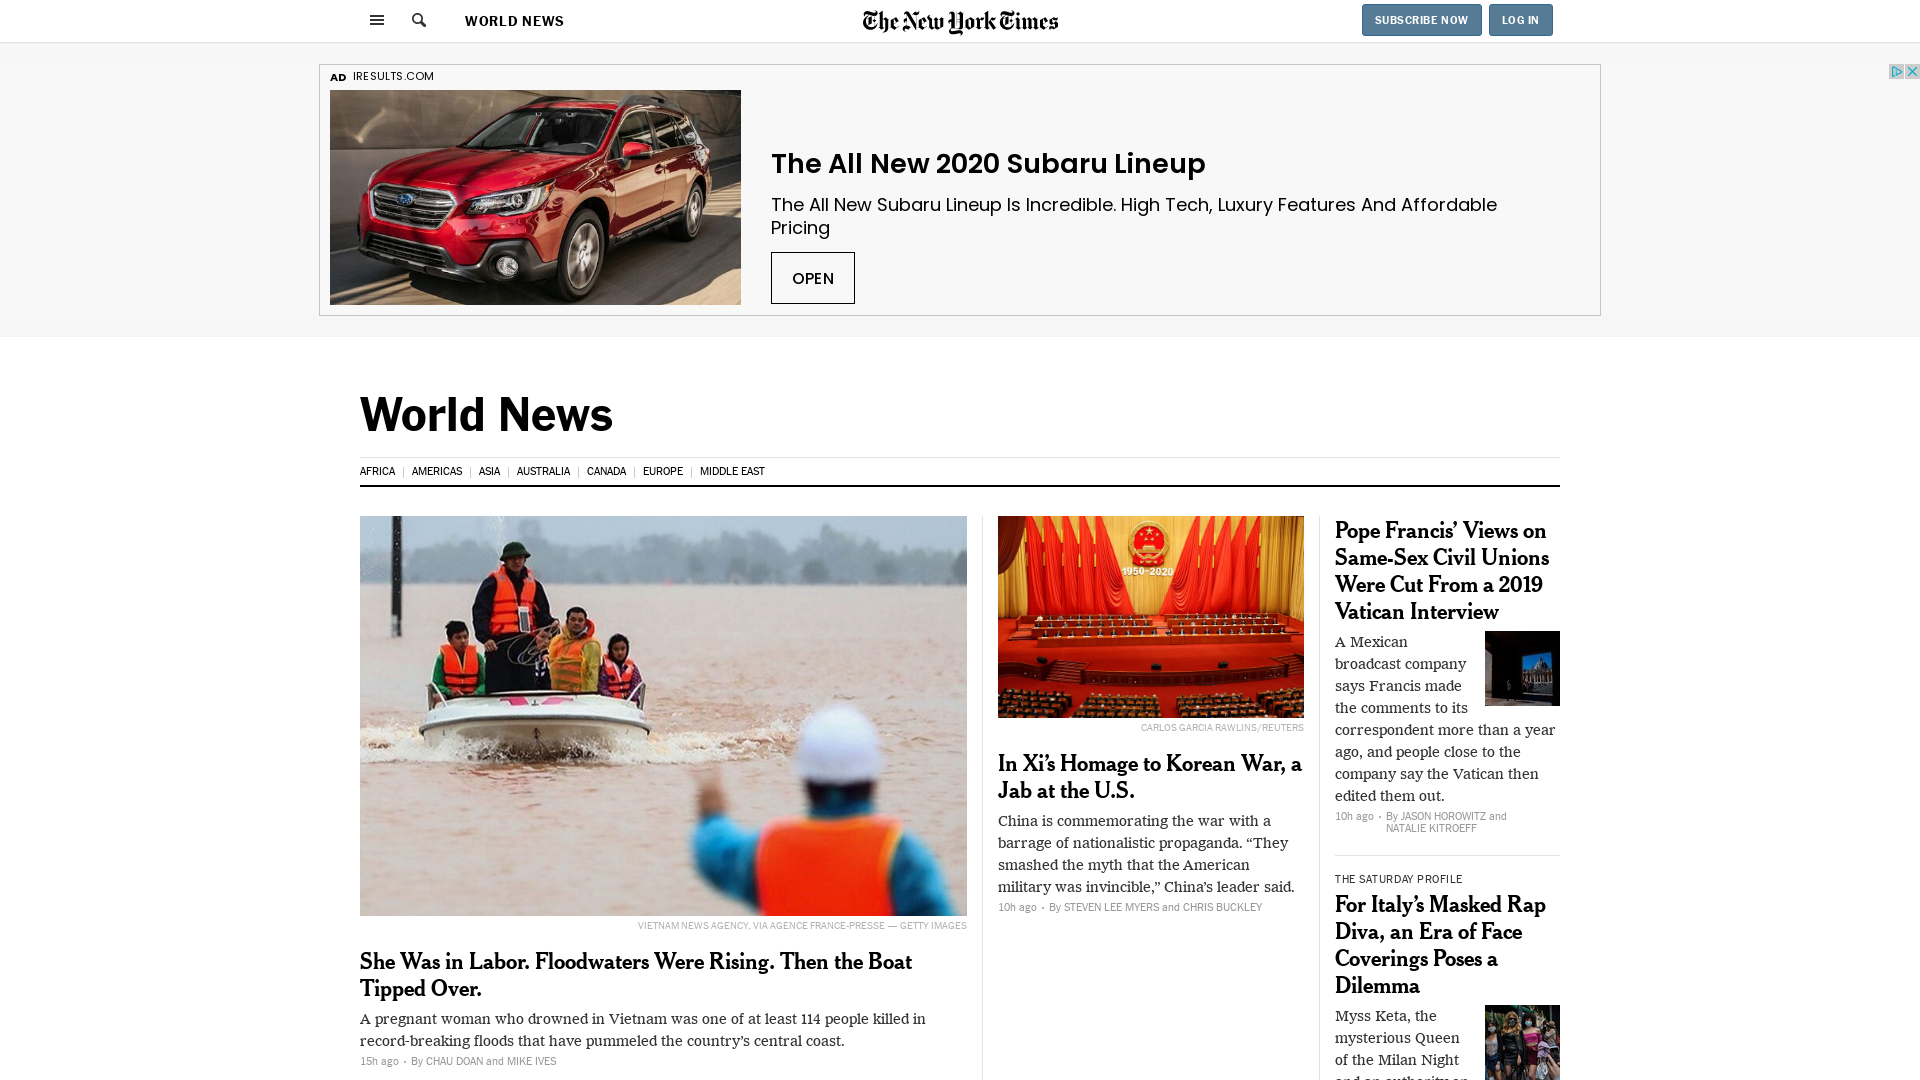 WORLD NEWS
The New York Times
SUBSCRIBE NOW
LOG IN
AD IRESULTS.COM
The All New 2020 Subaru Lineup
The All New Subaru Lineup Is Incredible. High Tech, Luxury Features And Affordable
Pricing
OPEN
World News
AFRICA | AMERICAS | ASIA | AUSTRALIA | CANADA | EUROPE | MIDDLE EAST
VIETNAM NEWS AGENCY, VIA AGENCE FRANCE-PRESSE — GETTY IMAGES
She Was in Labor. Floodwaters Were Rising. Then the Boat
Tipped Over.
A pregnant woman who drowned in Vietnam was one of at least 114 people killed in
record-breaking floods that have pummeled the country’s central coast.
15h ago · By CHAU DOAN and MIKE IVES
1950-2020
CARLOS GARCIA RAWLINS/REUTERS
In Xi’s Homage to Korean War, a
Jab at the U.S.
China is commemorating the war with a
barrage of nationalistic propaganda. “They
smashed the myth that the American
military was invincible,” China’s leader said.
10h ago · By STEVEN LEE MYERS and CHRIS BUCKLEY
Pope Francis’ Views on
Same-Sex Civil Unions
Were Cut From a 2019
Vatican Interview
A Mexican
broadcast company
says Francis made
the comments to its
correspondent more than a year
ago, and people close to the
company say the Vatican then
edited them out.
10h ago · By JASON HOROWITZ and
NATALIE KITROEFF
THE SATURDAY PROFILE
For Italy’s Masked Rap
Diva, an Era of Face
Coverings Poses a
Dilemma
Myss Keta, the
mysterious Queen
of the Milan Night